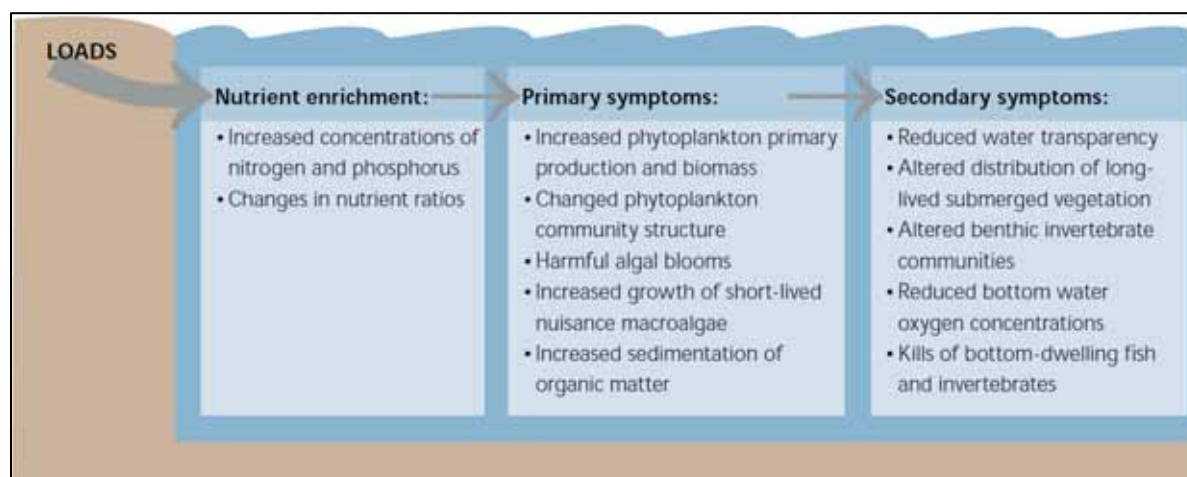 LOADS
Nutrient enrichment:
• Increased concentrations of
nitrogen and phosphorus
• Changes in nutrient ratios
Primary symptoms:
• Increased phytoplankton primary
production and biomass
• Changed phytoplankton
community structure
• Harmful algal blooms
• Increased growth of short-lived
nuisance macroalgae
• Increased sedimentation of
organic matter
Secondary symptoms:
• Reduced water transparency
• Altered distribution of long-
lived submerged vegetation
• Altered benthic invertebrate
communities
• Reduced bottom water
oxygen concentrations
• Kills of bottom-dwelling fish
and invertebrates